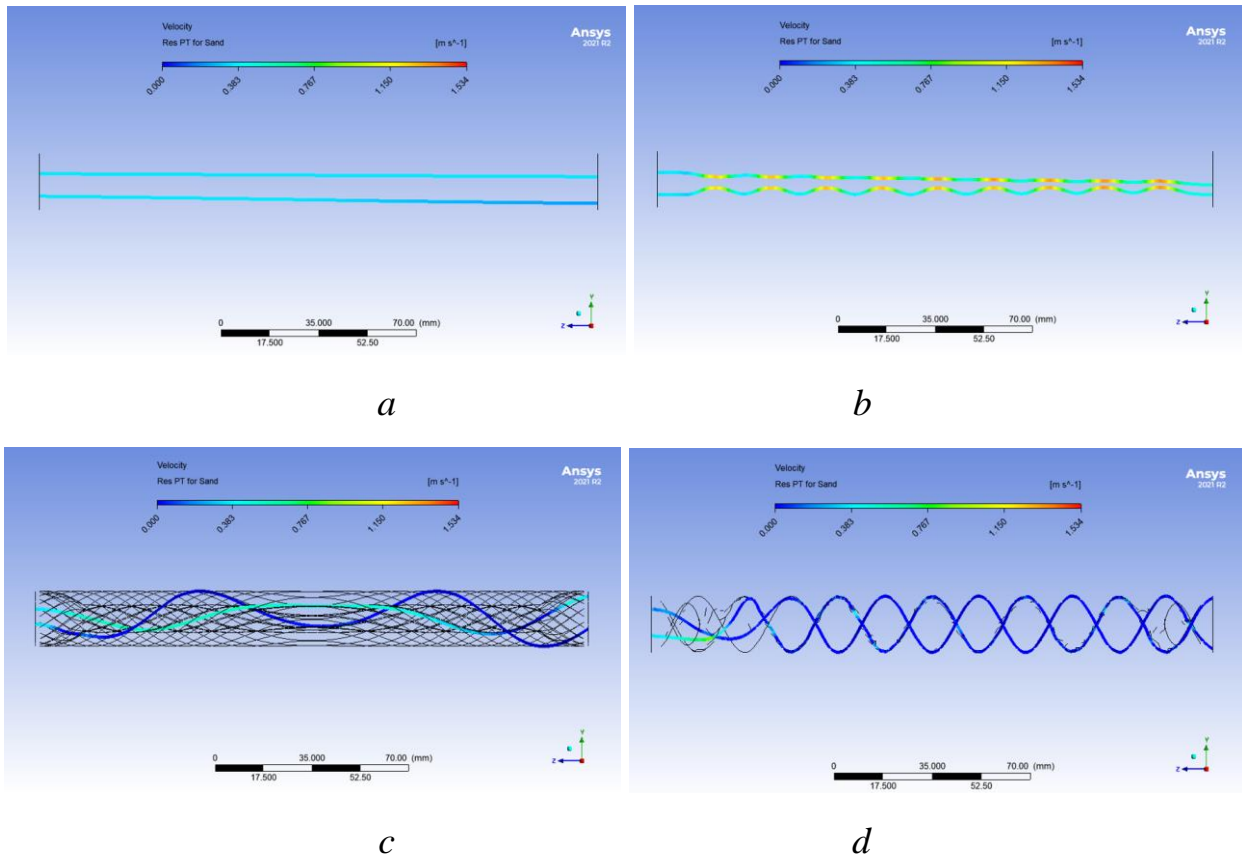 Velocity
Res PT for Sand [m s^-1]
0.000 0.383 0.767 1.150 1.534
Ansys
2021 R2
0 35.000 70.00 (mm)
17.500 52.50
Y
Z
a
Velocity
Res PT for Sand [m s^-1]
0.000 0.383 0.767 1.150 1.534
Ansys
2021 R2
0 35.000 70.00 (mm)
17.500 52.50
Y
Z
b
Velocity
Res PT for Sand [m s^-1]
0.000 0.383 0.767 1.150 1.534
Ansys
2021 R2
0 35.000 70.00 (mm)
17.500 52.50
Y
Z
c
Velocity
Res PT for Sand [m s^-1]
0.000 0.383 0.767 1.150 1.534
Ansys
2021 R2
0 35.000 70.00 (mm)
17.500 52.50
Y
Z
d